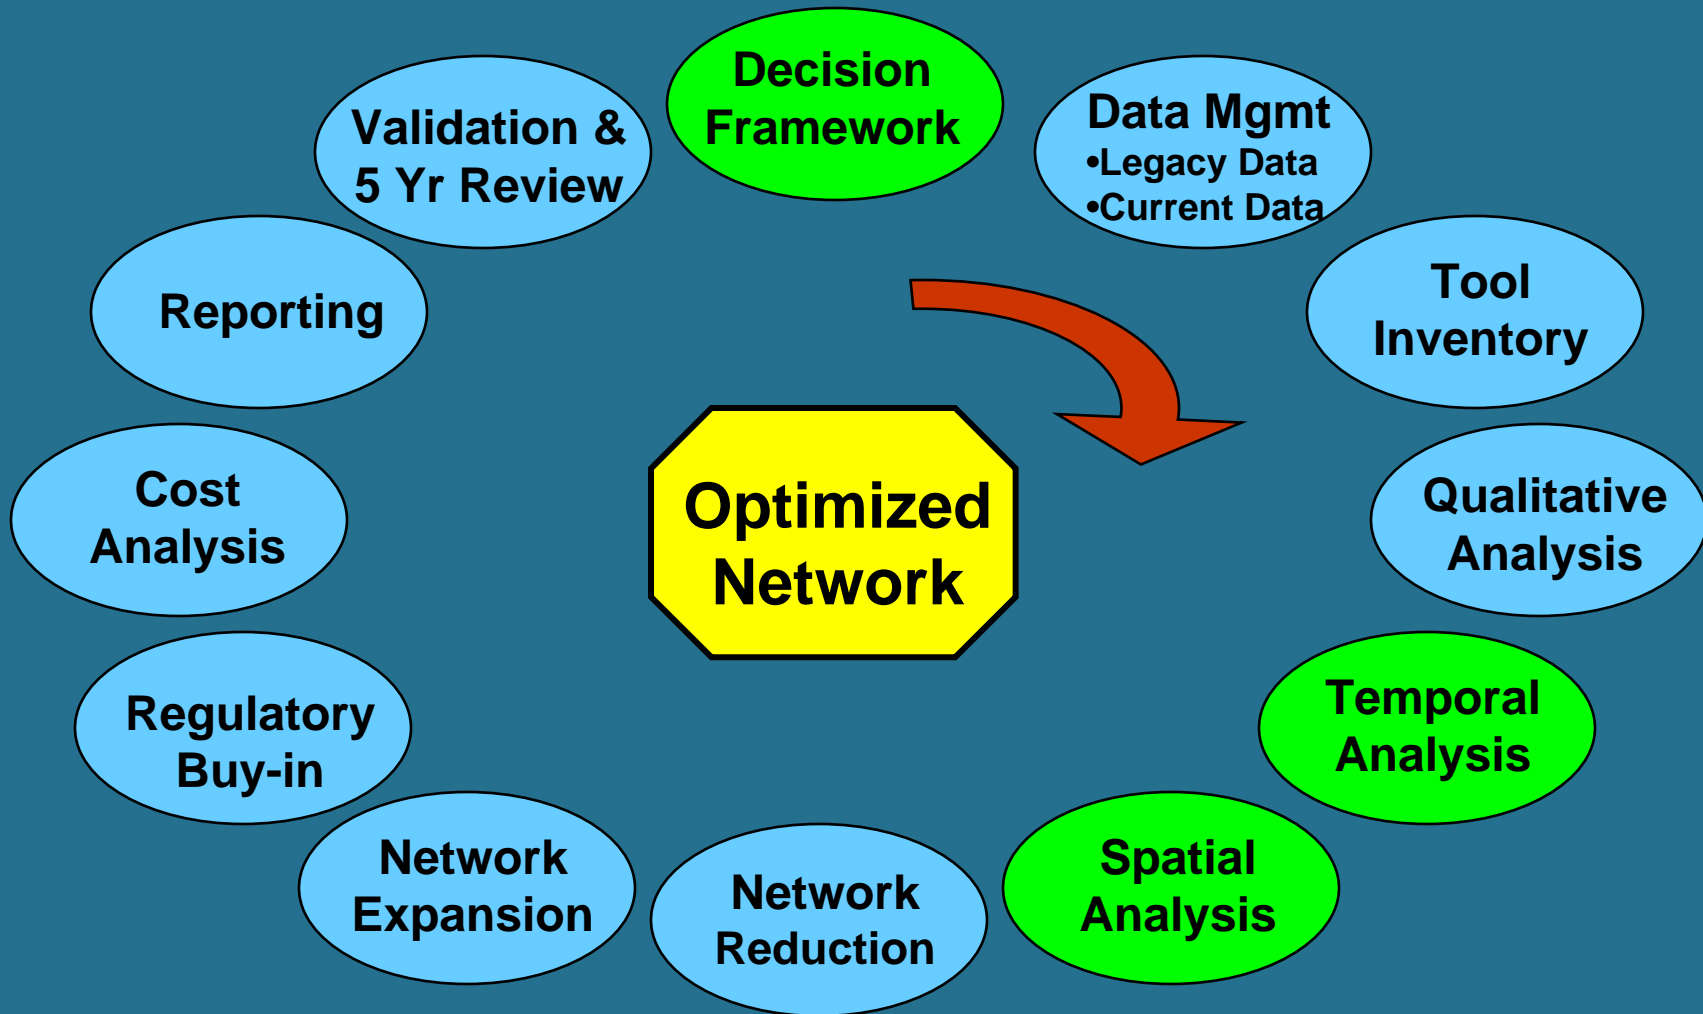 Decision
Framework
Data Mgmt
•Legacy Data
•Current Data
Tool
Inventory
Qualitative
Analysis
Temporal
Analysis
Spatial
Analysis
Network
Reduction
Network
Expansion
Regulatory
Buy-in
Cost
Analysis
Reporting
Validation &
5 Yr Review
Optimized
Network